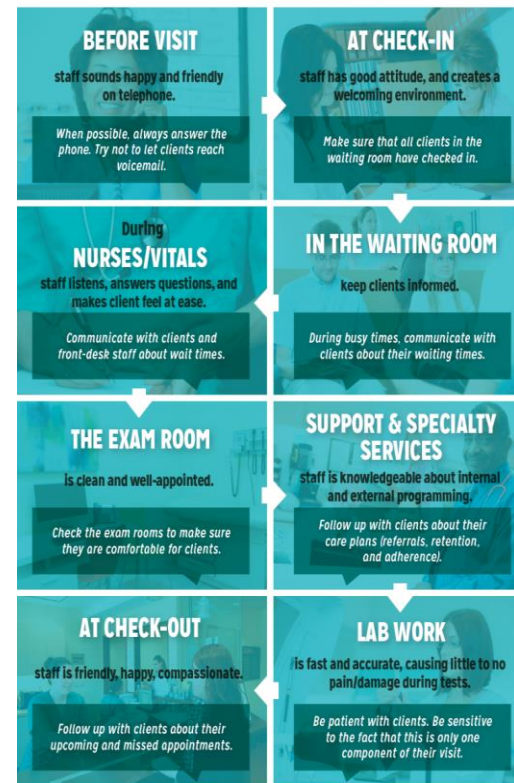 BEFORE VISIT
staff sounds happy and friendly
on telephone.
When possible, always answer the
phone. Try not to let clients reach
voicemail.
AT CHECK-IN
staff has good attitude, and creates a
welcoming environment.
Make sure that all clients in the
waiting room have checked in.
IN THE WAITING ROOM
keep clients informed.
During busy times, communicate with
clients about their waiting times.
During
NURSES/VITALS
staff listens, answers questions, and
makes client feel at ease.
Communicate with clients and
front-desk staff about wait times.
THE EXAM ROOM
is clean and well-appointed.
Check the exam rooms to make sure
they are comfortable for clients.
SUPPORT & SPECIALTY
SERVICES
staff is knowledgeable about internal
and external programming.
Follow up with clients about their
care plans (referrals, retention,
and adherence).
LAB WORK
is fast and accurate, causing little to no
pain/damage during tests.
Be patient with clients. Be sensitive
to the fact that this is only one
component of their visit.
AT CHECK-OUT
staff is friendly, happy, compassionate.
Follow up with clients about their
upcoming and missed appointments.